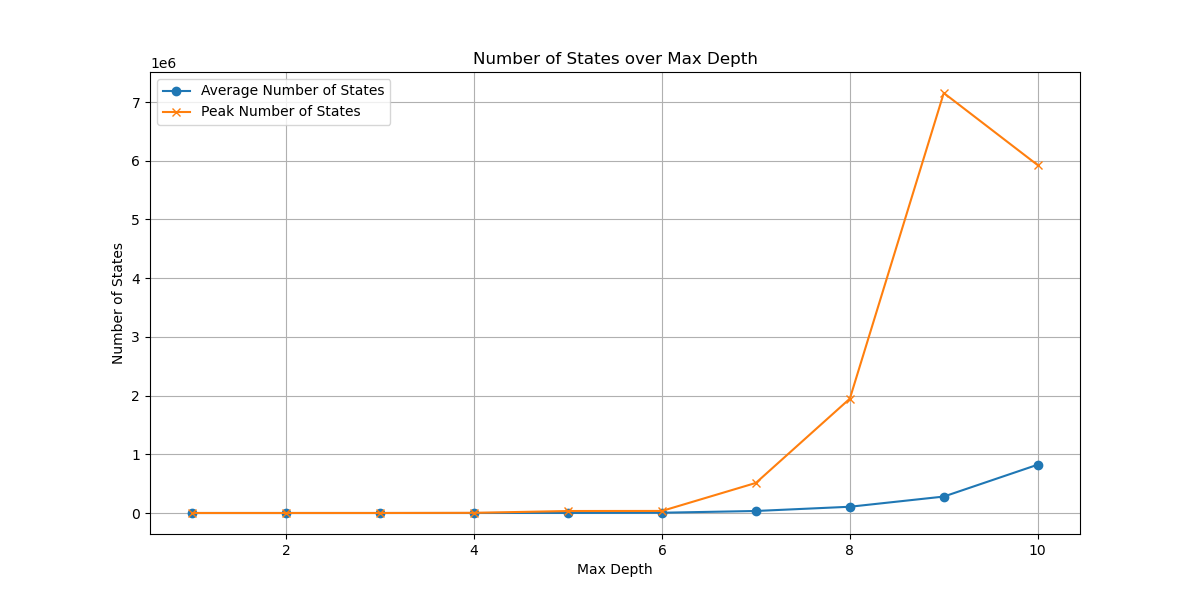 Number of States over Max Depth
1e6
Average Number of States
Peak Number of States
7
6
5
4
3
2
1
0
Number of States
2
4
6
8
10
Max Depth